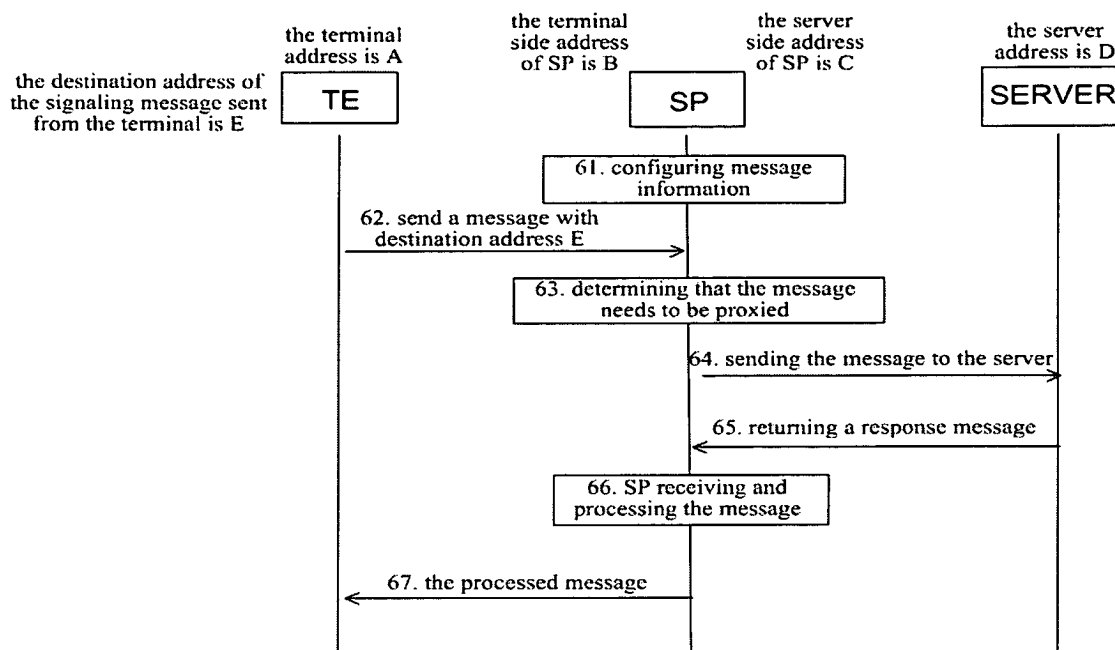 the terminal
address is A
the terminal
side address
of SP is B
the server
side address
of SP is C
the server
address is D
the destination address of
the signaling message sent
from the terminal is E
TE
SP
SERVER
61. configuring message
information
62. send a message with
destination address E
63. determining that the message
needs to be proxied
64. sending the message to the server
65. returning a response message
66. SP receiving and
processing the message
67. the processed message